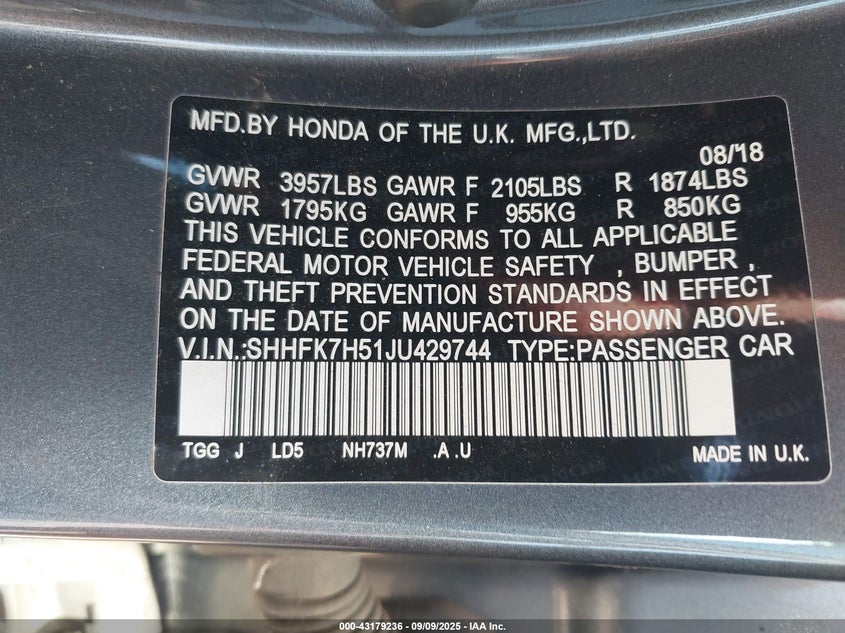 MFD.BY HONDA OF THE U.K. MFG.,LTD.
08/'18
GVWR 3957LBS GAWR F 2105LBS R 1874LBS
GVWR 1795KG GAWR F 955KG R 850KG
THIS VEHICLE CONFORMS TO ALL APPLICABLE
FEDERAL MOTOR VEHICLE SAFETY , BUMPER ,
AND THEFT PREVENTION STANDARDS IN EFFECT
ON THE DATE OF MANUFACTURE SHOWN ABOVE.
V.I.N.:SHHFK7H51JU429744 TYPE:PASSENGER CAR
TGG J LD5 NH737M .A .U MADE IN U.K.
000-43179236 - 09/09/2025 - IAA Inc.